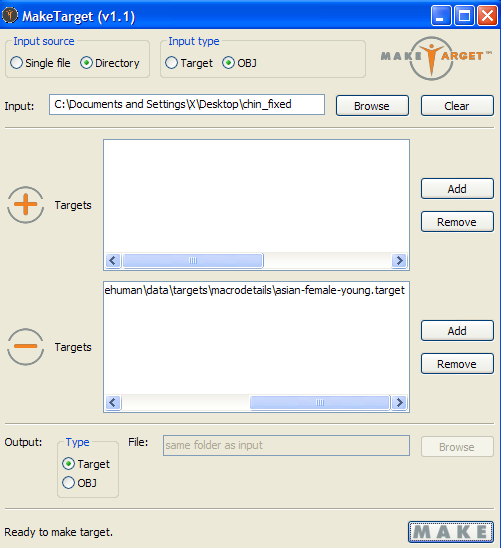 MakeTarget (v1.1)
Input source
Input type
Single file
Directory
Target
OBJ
MAKE TARGET™
Input:
C:\Documents and Settings\X\Desktop\chin_fixed
Browse
Clear
Targets
Add
Remove
ehuman\data\targets\macrodetails\asian-female-young.target
Targets
Add
Remove
Output:
Type
File:
same folder as input
Browse
Target
OBJ
Ready to make target.
MAKE